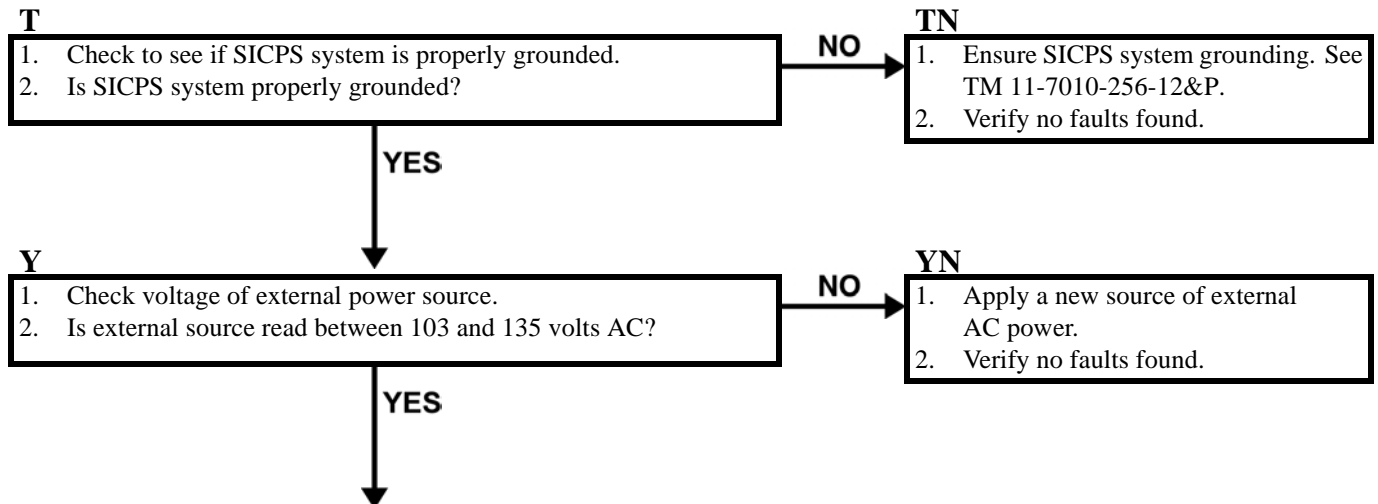 T
1. Check to see if SICPS system is properly grounded.
2. Is SICPS system properly grounded?
NO
TN
1. Ensure SICPS system grounding. See
TM 11-7010-256-12&P.
2. Verify no faults found.
YES
Y
1. Check voltage of external power source.
2. Is external source read between 103 and 135 volts AC?
NO
YN
1. Apply a new source of external
AC power.
2. Verify no faults found.
YES